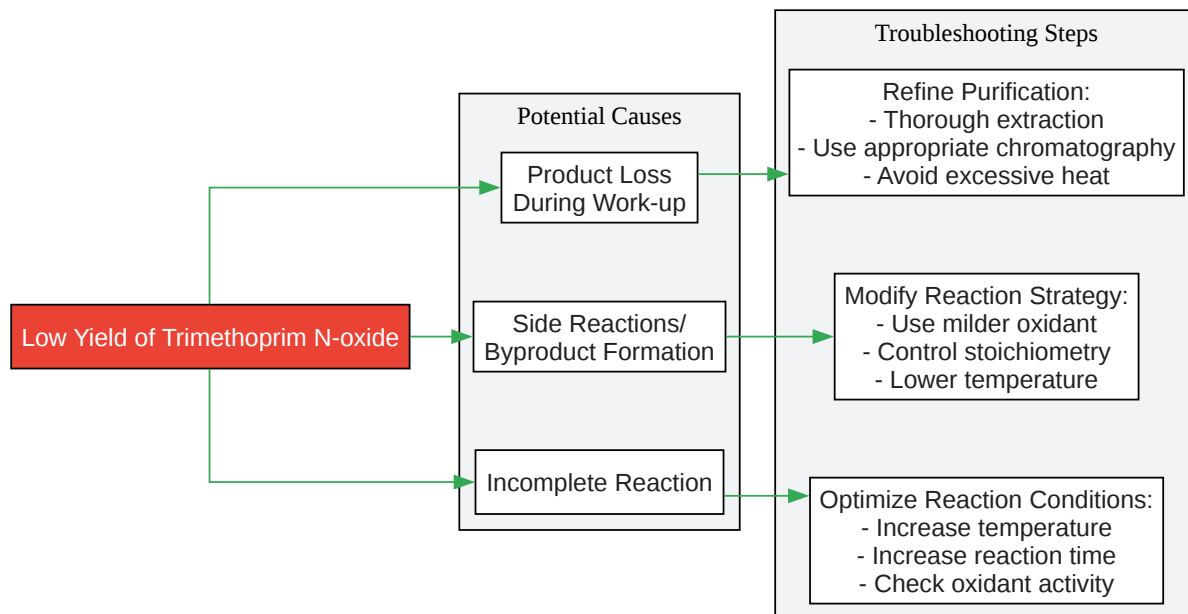 Low Yield of Trimethoprim N-oxide
Potential Causes
Product Loss
During Work-up
Side Reactions/
Byproduct Formation
Incomplete Reaction
Troubleshooting Steps
Refine Purification:
- Thorough extraction
- Use appropriate chromatography
- Avoid excessive heat
Modify Reaction Strategy:
- Use milder oxidant
- Control stoichiometry
- Lower temperature
Optimize Reaction Conditions:
- Increase temperature
- Increase reaction time
- Check oxidant activity